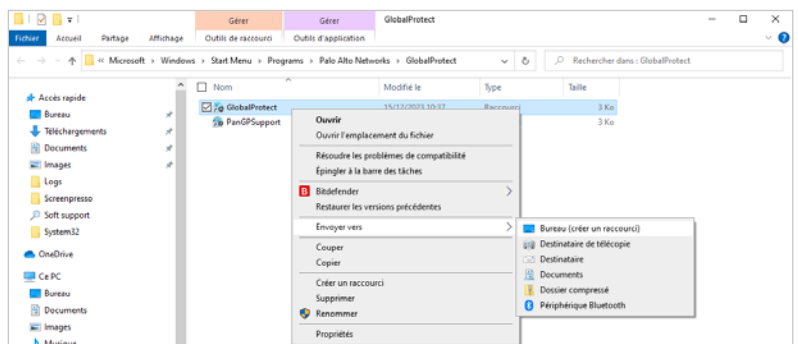 Gérer Gérer GlobalProtect
Fichier Accueil Partage Affichage Outils de raccourci Outils d'application
« Microsoft > Windows > Start Menu > Programs > Palo Alto Networks > GlobalProtect Rechercher dans : GlobalProtect
Nom Modifié le Type Taille
Accès rapide
Bureau
Téléchargements
Documents
Images
Logs
Screenpresso
Soft support
System32
OneDrive
Ce PC
Bureau
Documents
Images
Musique
GlobalProtect 15/12/2023 10:37 Raccourci 3 Ko
PanGPSupport 3 Ko
Ouvrir
Ouvrir l'emplacement du fichier
Résoudre les problèmes de compatibilité
Épingler à la barre des tâches
Bitdefender
Restaurer les versions précédentes
Envoyer vers
Couper
Copier
Créer un raccourci
Supprimer
Renommer
Propriétés
Bureau (créer un raccourci)
Destinataire de télécopie
Destinataire
Documents
Dossier compressé
Périphérique Bluetooth